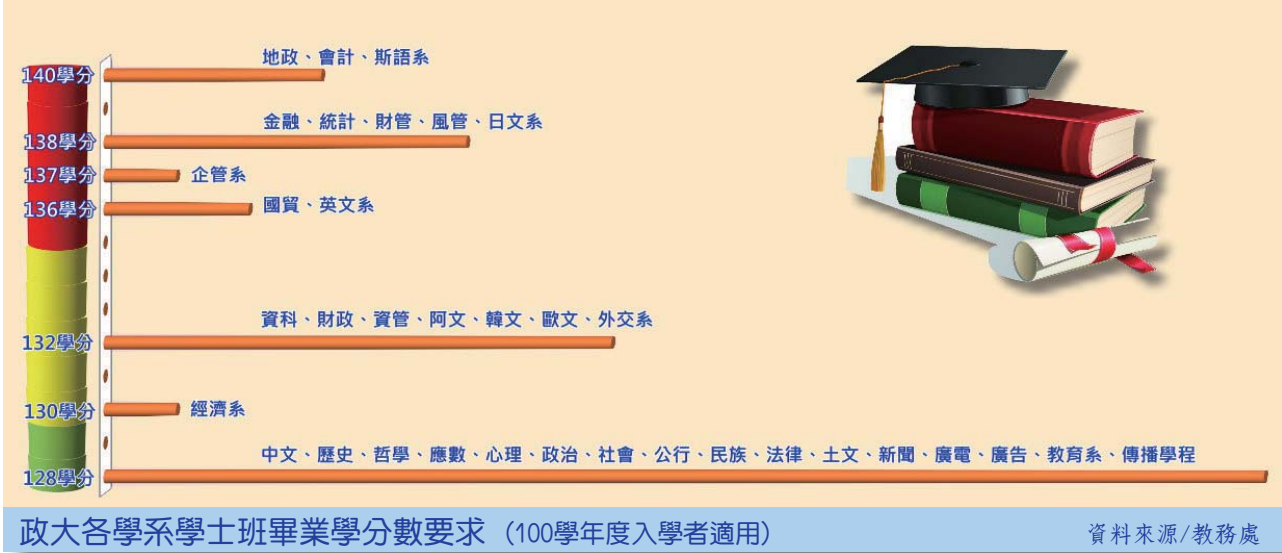 地政、會計、斯語系
140學分
金融、統計、財管、風管、日文系
138學分
137學分 企管系
136學分 國貿、英文系
資科、財政、資管、阿文、韓文、歐文、外交系
132學分
130學分 經濟系
中文、歷史、哲學、應數、心理、政治、社會、公行、民族、法律、土文、新聞、廣電、廣告、教育系、傳播學程
128學分
政大各學系學士班畢業學分數要求（100學年度入學者適用） 資料來源/教務處